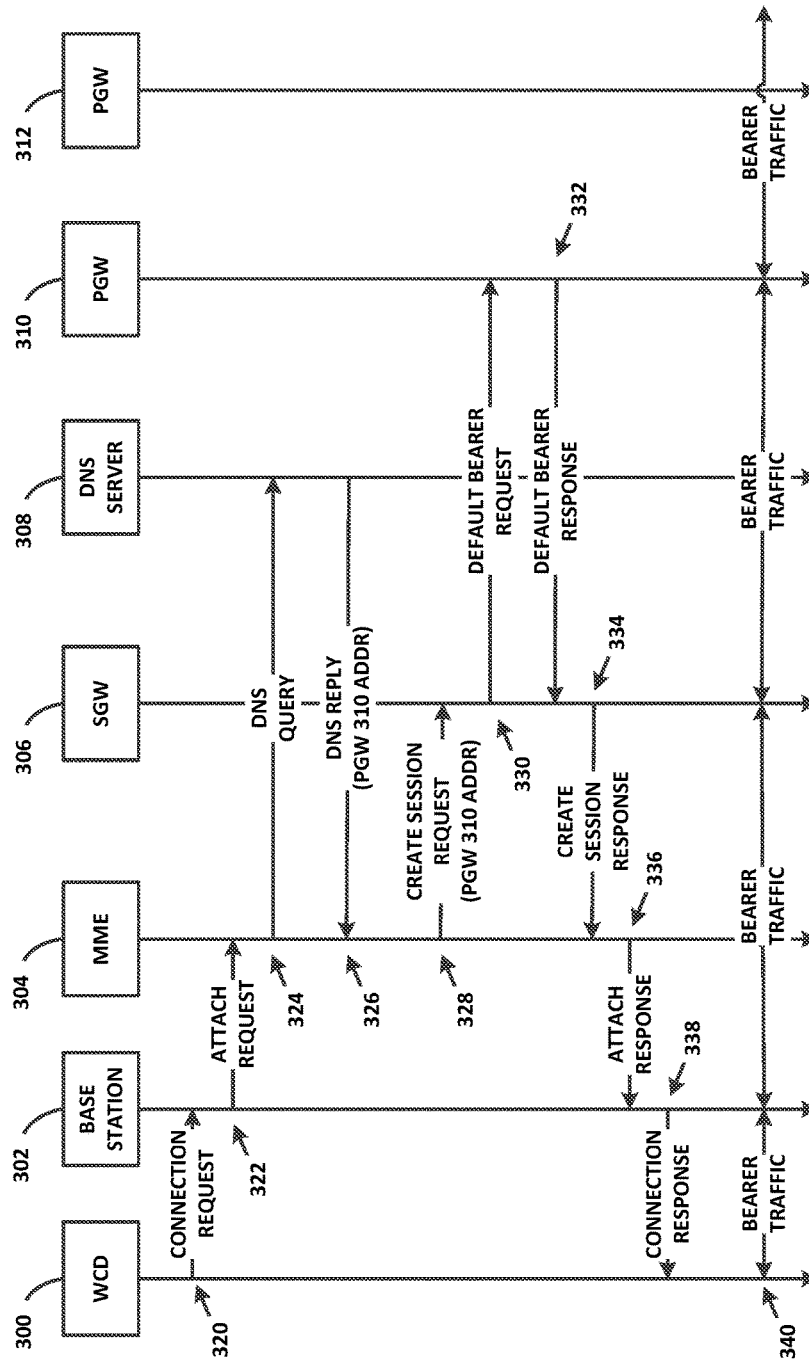 300
WCD
302
BASE
STATION
304
MME
306
SGW
308
DNS
SERVER
310
PGW
312
PGW
CONNECTION
REQUEST
320
ATTACH
REQUEST
322
DNS
QUERY
324
DNS REPLY
(PGW 310 ADDR)
326
CREATE SESSION
REQUEST
(PGW 310 ADDR)
328
DEFAULT BEARER
REQUEST
330
DEFAULT BEARER
RESPONSE
332
CREATE
SESSION
RESPONSE
334
ATTACH
RESPONSE
336
CONNECTION
RESPONSE
338
BEARER
TRAFFIC
BEARER
TRAFFIC
BEARER
TRAFFIC
BEARER
TRAFFIC
BEARER
TRAFFIC
340